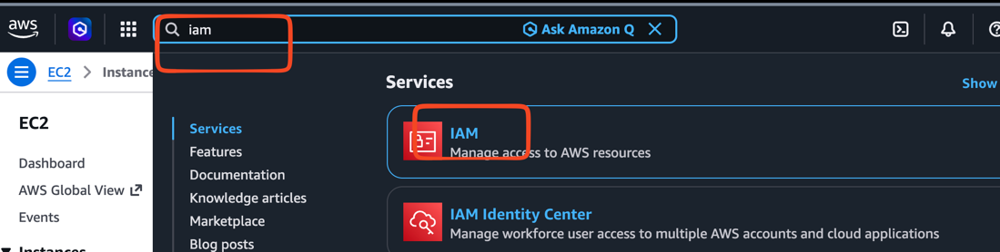 aws
iam
Ask Amazon Q
EC2
Instance
Services
Show
EC2
Dashboard
AWS Global View
Events
Instances
Services
Features
Documentation
Knowledge articles
Marketplace
Blog posts
IAM
Manage access to AWS resources
IAM Identity Center
Manage workforce user access to multiple AWS accounts and cloud applications